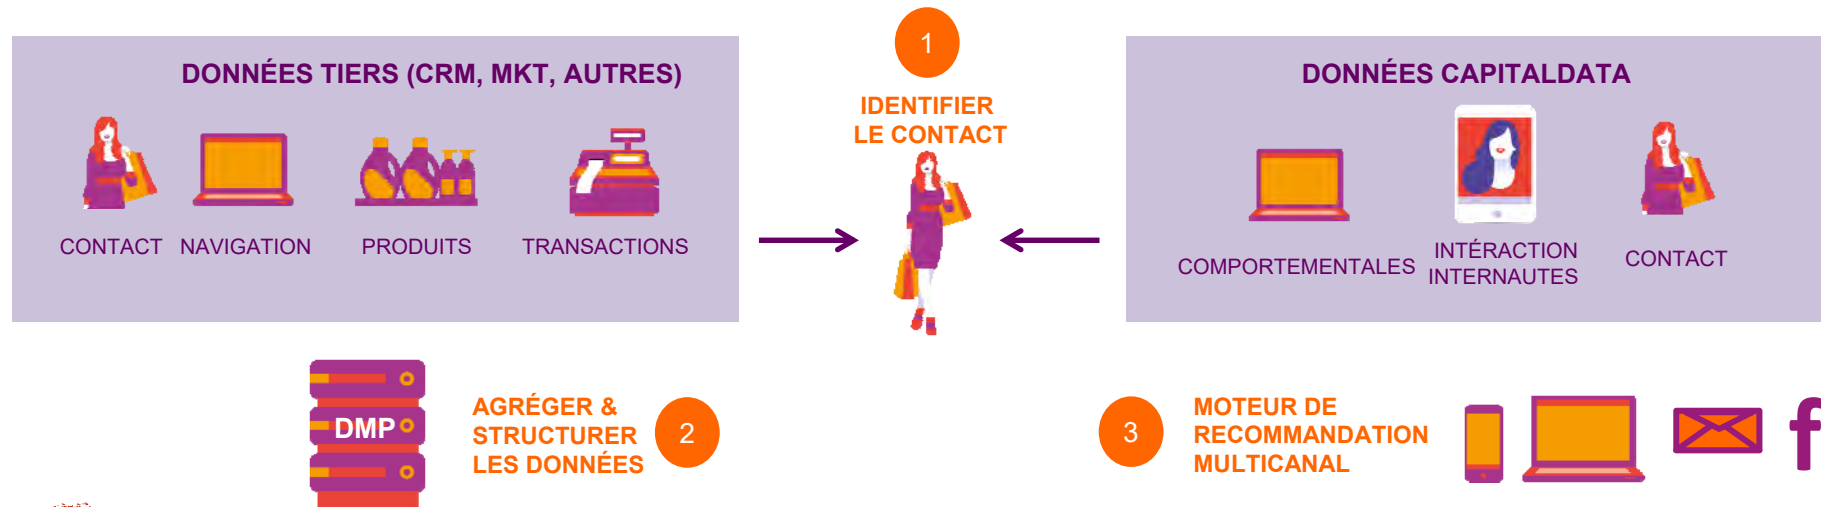 1
DONNÉES TIERS (CRM, MKT, AUTRES)
CONTACT
NAVIGATION
PRODUITS
TRANSACTIONS
IDENTIFIER
LE CONTACT
DONNÉES CAPITALDATA
COMPORTEMENTALES
INTÉRACTION
INTERNAUTES
CONTACT
DMP
AGRÉGER &
STRUCTURER
LES DONNÉES
2
3
MOTEUR DE
RECOMMANDATION
MULTICANAL
f